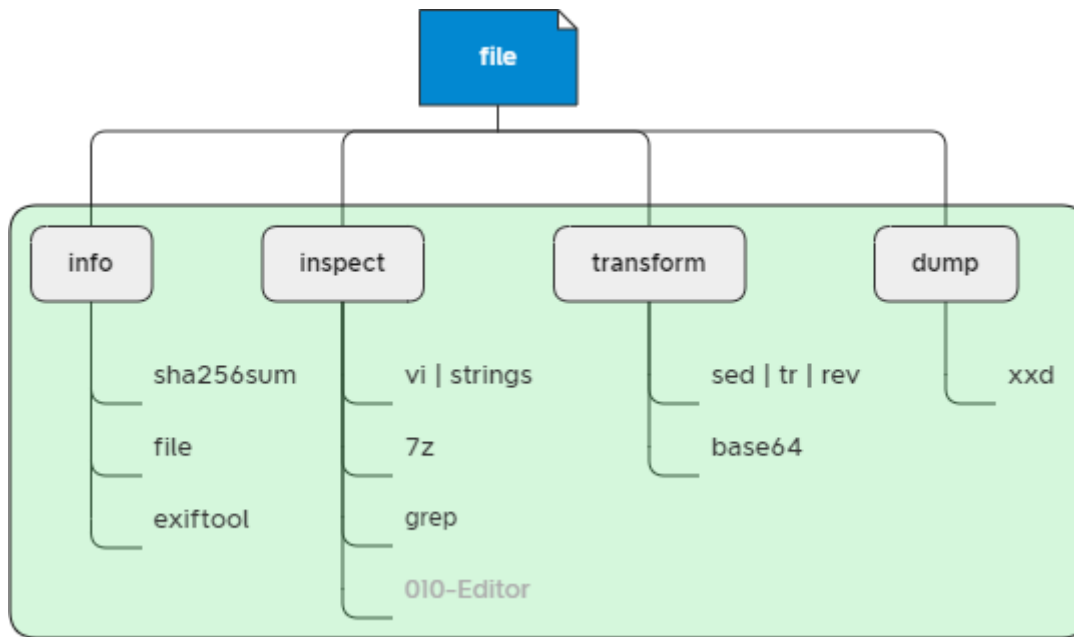 file
info
inspect
transform
dump
sha256sum
file
exiftool
vi | strings
7z
grep
010-Editor
sed | tr | rev
base64
xxd